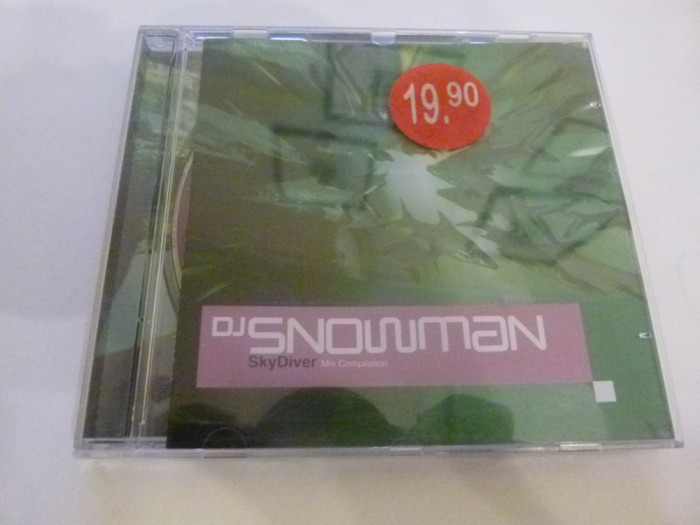 19.90
DJ SNOWMAN
SkyDiver Mix Compilation